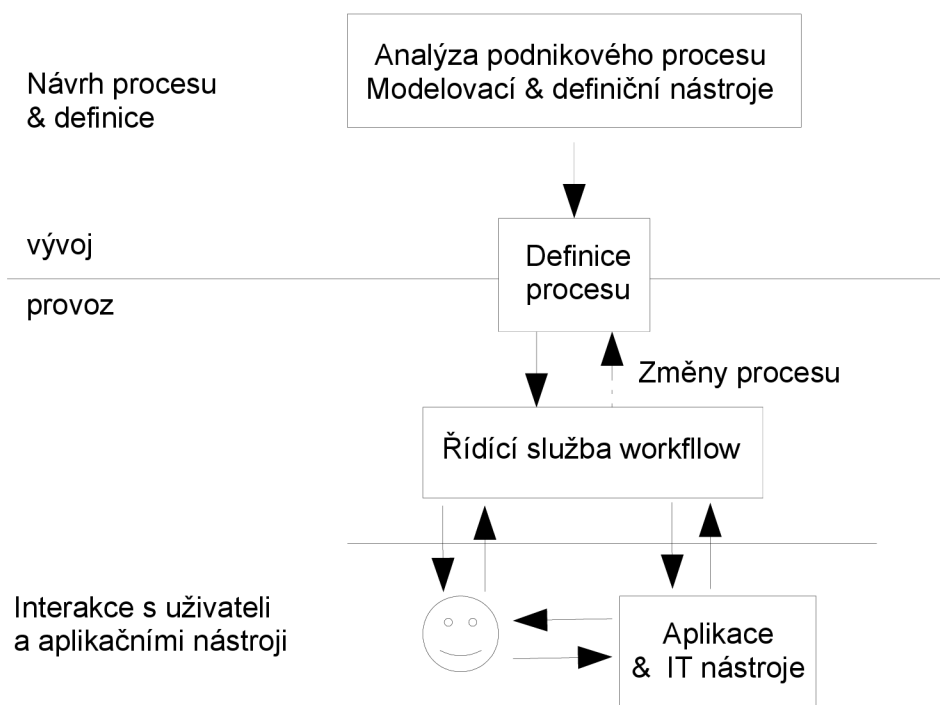 Analýza podnikového procesu
Modelovací & definiční nástroje
Návrh procesu
& definice
vývoj
Definice
procesu
provoz
Změny procesu
Řídící služba workfllow
Interakce s uživateli
a aplikačními nástroji
Aplikace
& IT nástroje